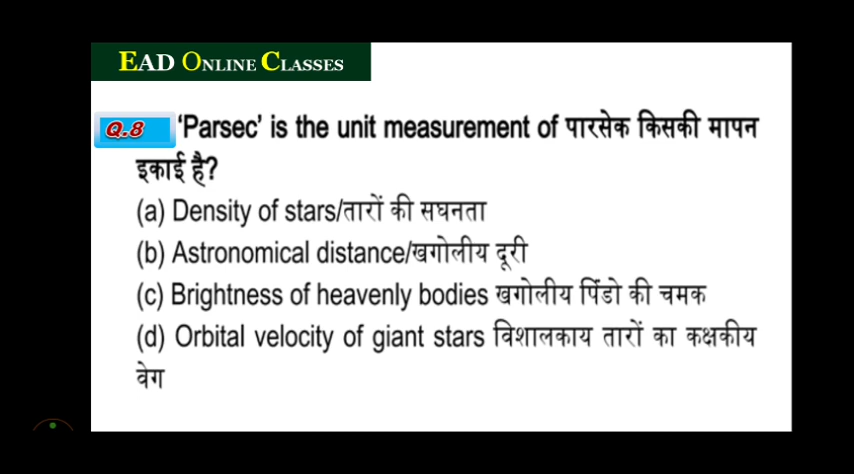 EAD ONLINE CLASSES
Q.8 'Parsec' is the unit measurement of पारसेक किसकी मापन
इकाई है?
(a) Density of stars/तारों की सघनता
(b) Astronomical distance/खगोलीय दूरी
(c) Brightness of heavenly bodies खगोलीय पिंडो की चमक
(d) Orbital velocity of giant stars विशालकाय तारों का कक्षकीय
वेग